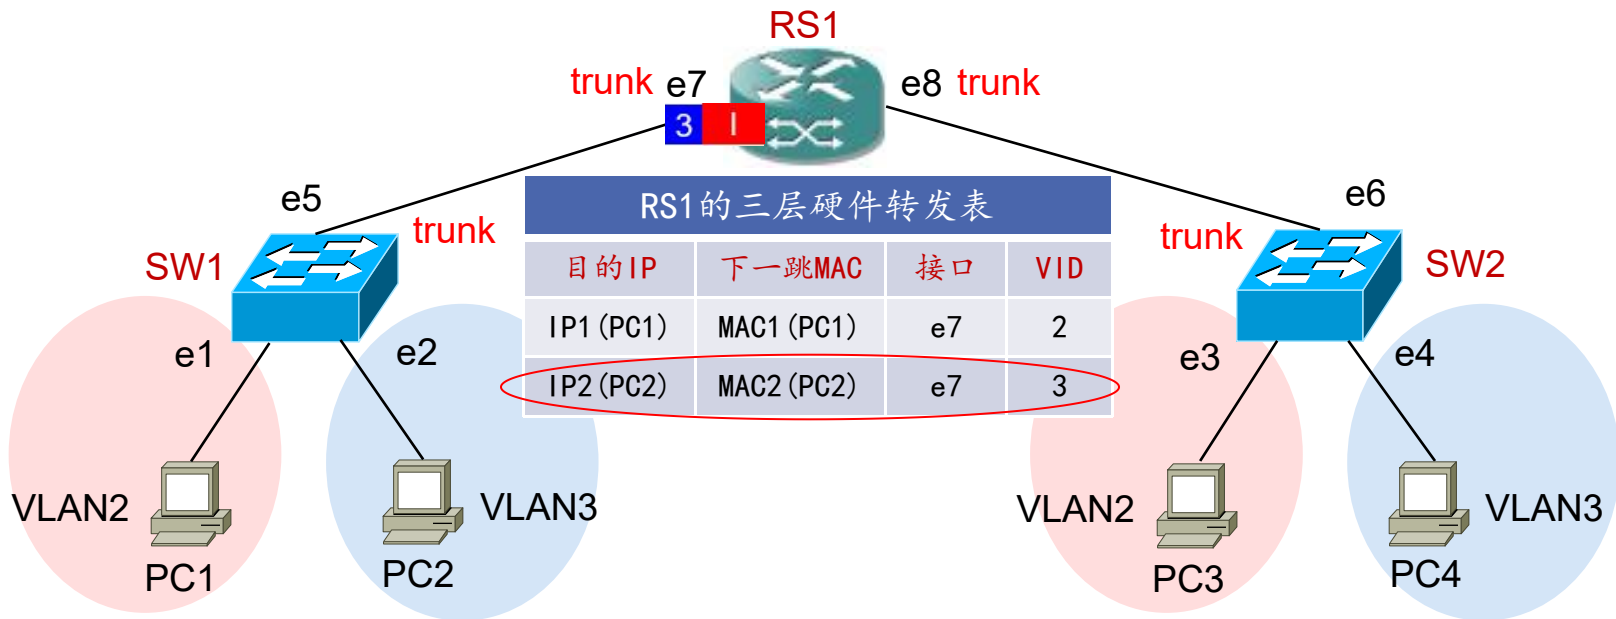 RS1
trunk e7
e8 trunk
3 I
e5
trunk
SW1
RS1的三层硬件转发表
目的IP 下一跳MAC 接口 VID
IP1(PC1) MAC1(PC1) e7 2
IP2(PC2) MAC2(PC2) e7 3
e6
trunk
SW2
e1
e2
e3
e4
VLAN2
VLAN3
VLAN2
VLAN3
PC1
PC2
PC3
PC4